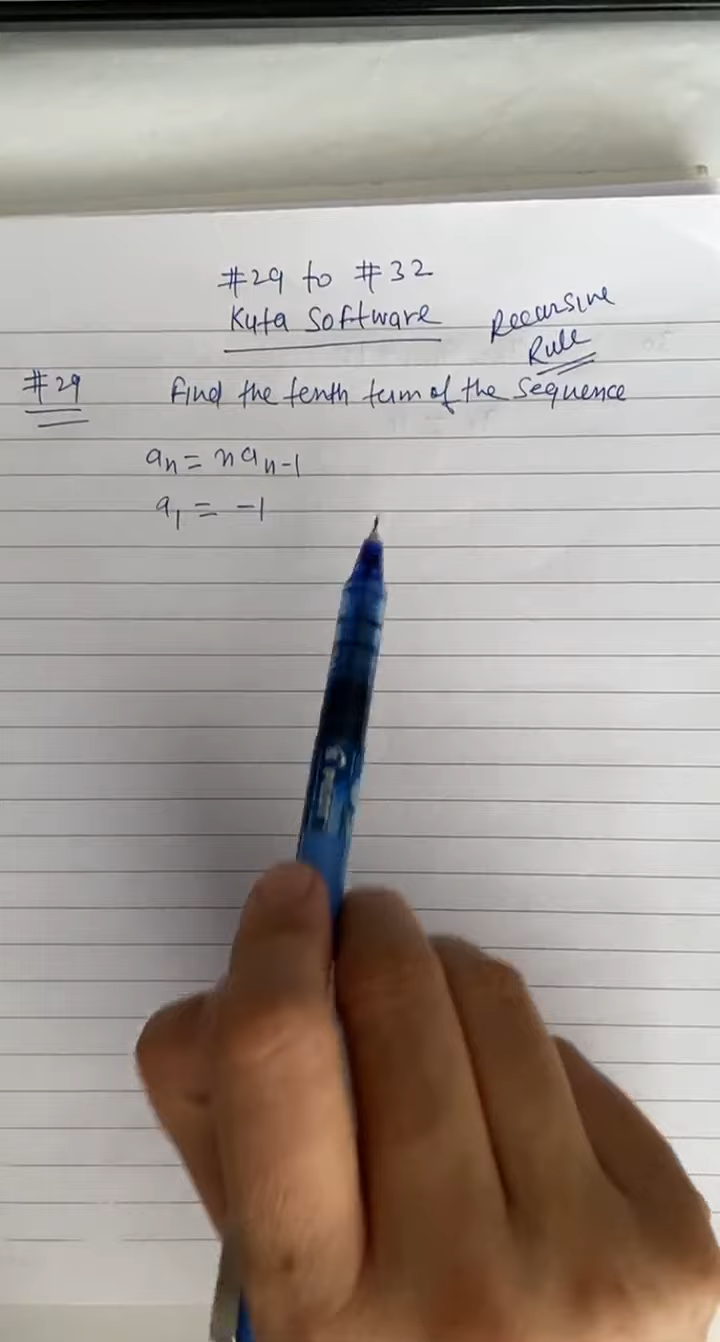 #29 to #32
Kuta Software
Recursive
Rule
#29 Find the tenth term of the sequence
aₙ = n aₙ₋₁
a₁ = -1